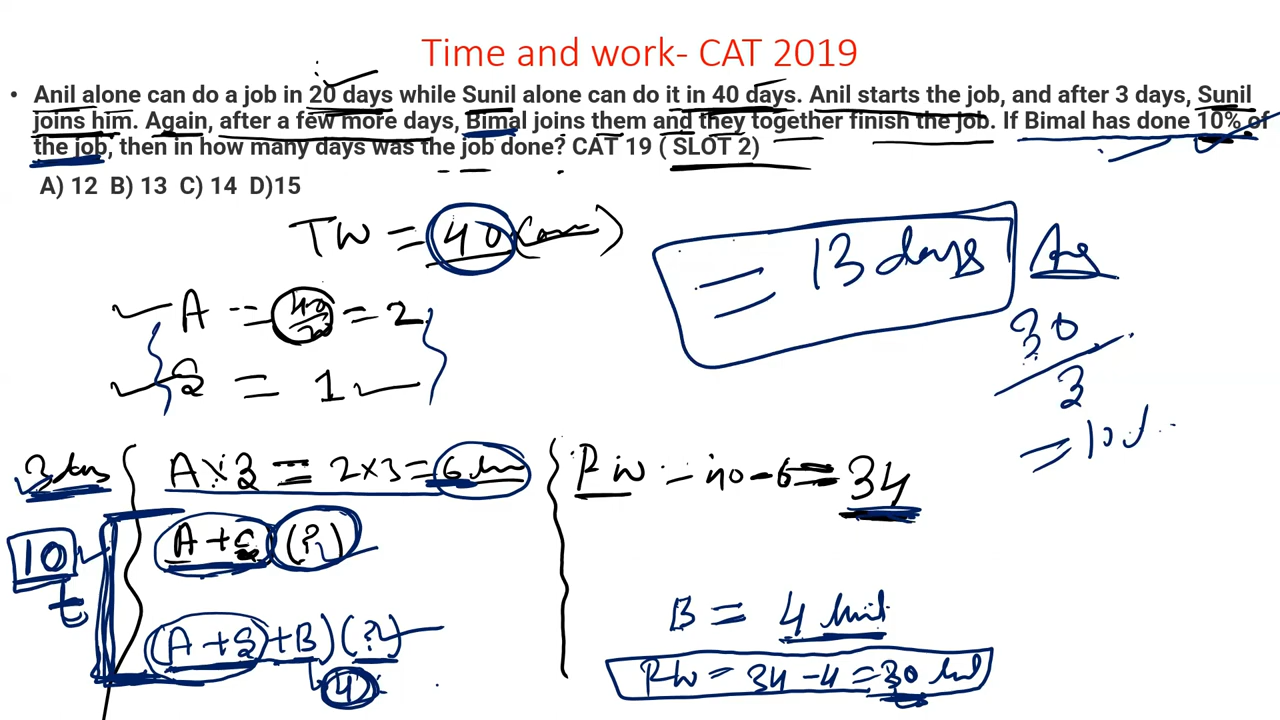 Time and work- CAT 2019
• Anil alone can do a job in 20 days while Sunil alone can do it in 40 days. Anil starts the job, and after 3 days, Sunil
joins him. Again, after a few more days, Bimal joins them and they together finish the job. If Bimal has done 10% of
the job, then in how many days was the job done? CAT 19 ( SLOT 2)
A) 12 B) 13 C) 14 D)15
TW = 40
= 13 days Ans
A = 40/20 = 2
S = 1
30/3
= 10
3 A×3 = 2×3 = 6
RW = 40-6 = 34
A+S (?)
10
B = 4 Unit
(A+S+B)(?)
4
RW = 34-4 = 30